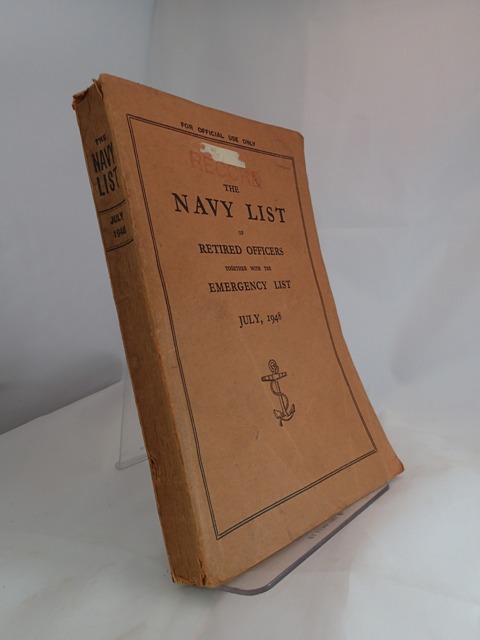 THE
NAVY
LIST
JULY
1948
FOR OFFICIAL USE ONLY
RECORD
THE
NAVY LIST
OF
RETIRED OFFICERS
TOGETHER WITH THE
EMERGENCY LIST
JULY, 1948